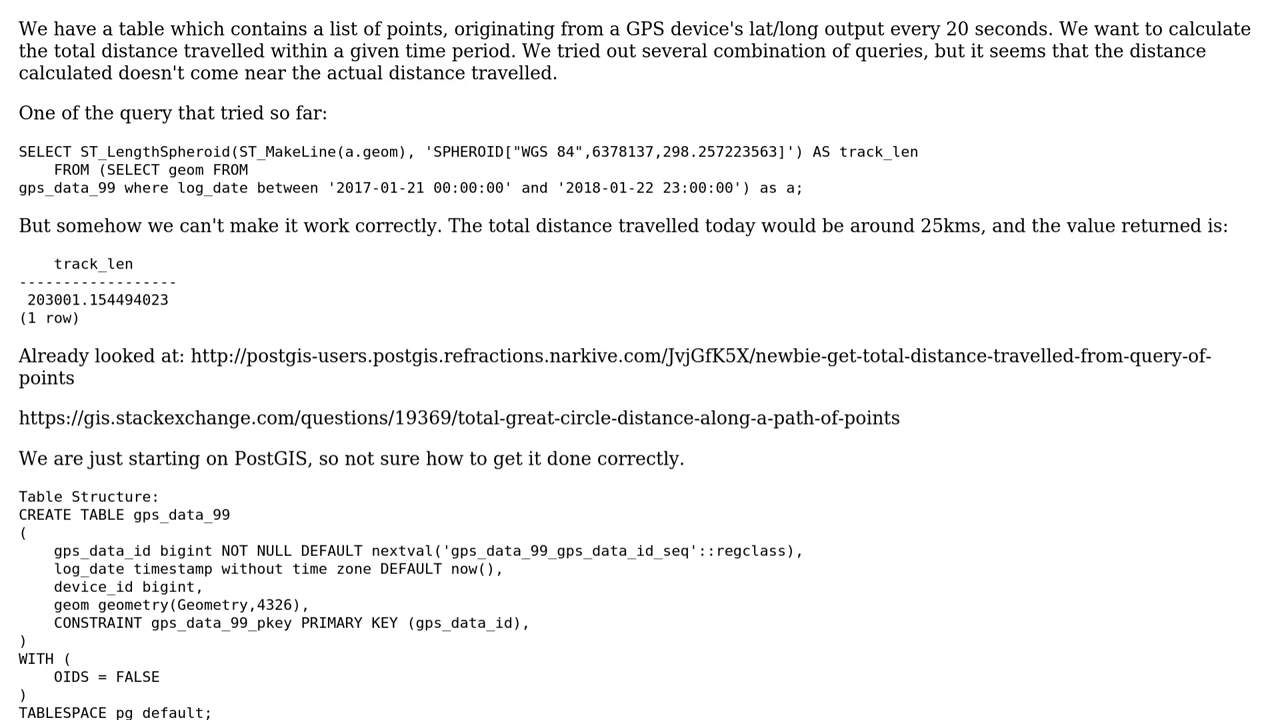 We have a table which contains a list of points, originating from a GPS device's lat/long output every 20 seconds. We want to calculate
the total distance travelled within a given time period. We tried out several combination of queries, but it seems that the distance
calculated doesn't come near the actual distance travelled.
One of the query that tried so far:
SELECT ST_LengthSpheroid(ST_MakeLine(a.geom), 'SPHEROID["WGS 84",6378137,298.257223563]') AS track_len
    FROM (SELECT geom FROM
gps_data_99 where log_date between '2017-01-21 00:00:00' and '2018-01-22 23:00:00') as a;
But somehow we can't make it work correctly. The total distance travelled today would be around 25kms, and the value returned is:
    track_len
------------------
 203001.154494023
(1 row)
Already looked at: http://postgis-users.postgis.refractions.narkive.com/JvjGfK5X/newbie-get-total-distance-travelled-from-query-of-
points
https://gis.stackexchange.com/questions/19369/total-great-circle-distance-along-a-path-of-points
We are just starting on PostGIS, so not sure how to get it done correctly.
Table Structure:
CREATE TABLE gps_data_99
(
    gps_data_id bigint NOT NULL DEFAULT nextval('gps_data_99_gps_data_id_seq'::regclass),
    log_date timestamp without time zone DEFAULT now(),
    device_id bigint,
    geom geometry(Geometry,4326),
    CONSTRAINT gps_data_99_pkey PRIMARY KEY (gps_data_id),
)
WITH (
    OIDS = FALSE
)
TABLESPACE pg_default;